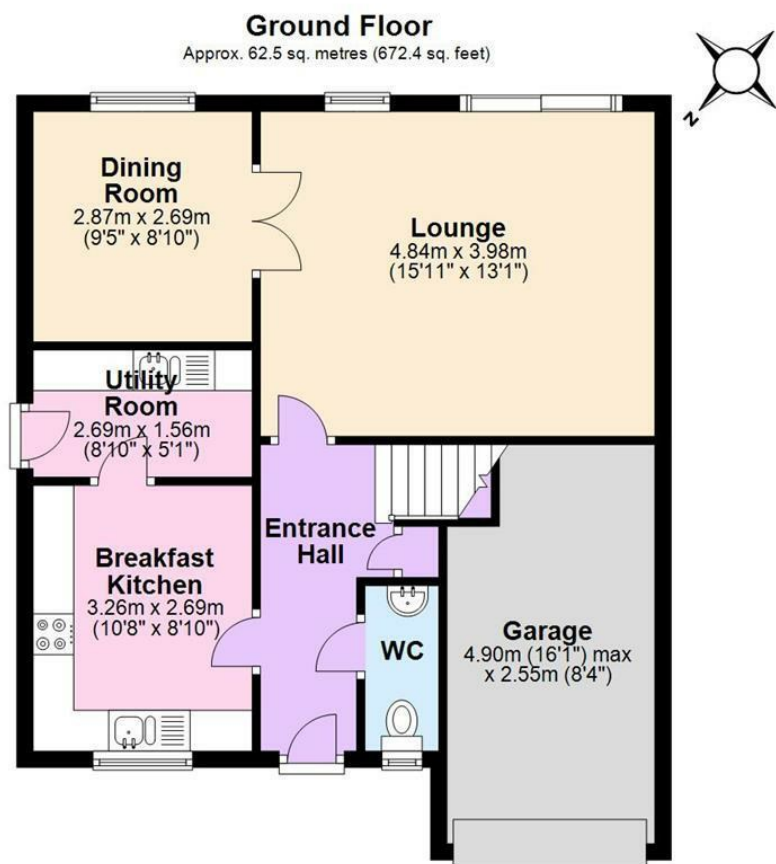 Ground Floor
Approx. 62.5 sq. metres (672.4 sq. feet)
N
Dining
Room
2.87m x 2.69m
(9'5" x 8'10")
Lounge
4.84m x 3.98m
(15'11" x 13'1")
Utility
Room
2.69m x 1.56m
(8'10" x 5'1")
Entrance
Hall
Breakfast
Kitchen
3.26m x 2.69m
(10'8" x 8'10")
WC
Garage
4.90m (16'1") max
x 2.55m (8'4")